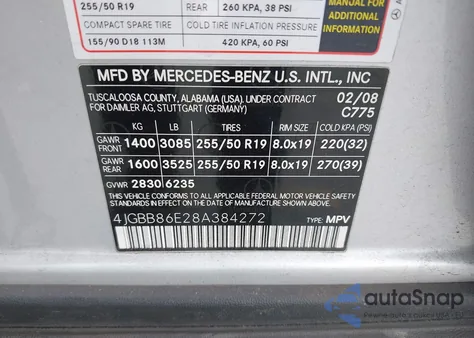 255/50 R19 REAR 260 KPA, 38 PSI
COMPACT SPARE TIRE COLD TIRE INFLATION PRESSURE
155/90 D18 113M 420 KPA, 60 PSI
MANUAL FOR
ADDITIONAL
INFORMATION
MFD BY MERCEDES-BENZ U.S. INTL., INC
TUSCALOOSA COUNTY, ALABAMA (USA), UNDER CONTRACT 02/08
FOR DAIMLER AG, STUTTGART (GERMANY) C775
KG LB TIRES RIM SIZE COLD KPA (PSI)
GAWR FRONT 1400 3085 255/50 R19 8.0x19 220(32)
GAWR REAR 1600 3525 255/50 R19 8.0x19 270(39)
GVWR 2830 6235
THIS VEHICLE CONFORMS TO ALL APPLICABLE FEDERAL
MOTOR VEHICLE SAFETY STANDARDS IN EFFECT ON THE DATE
OF MANUFACTURE SHOWN ABOVE.
4JGBB86E28A384272 TYPE: MPV
autoSnap